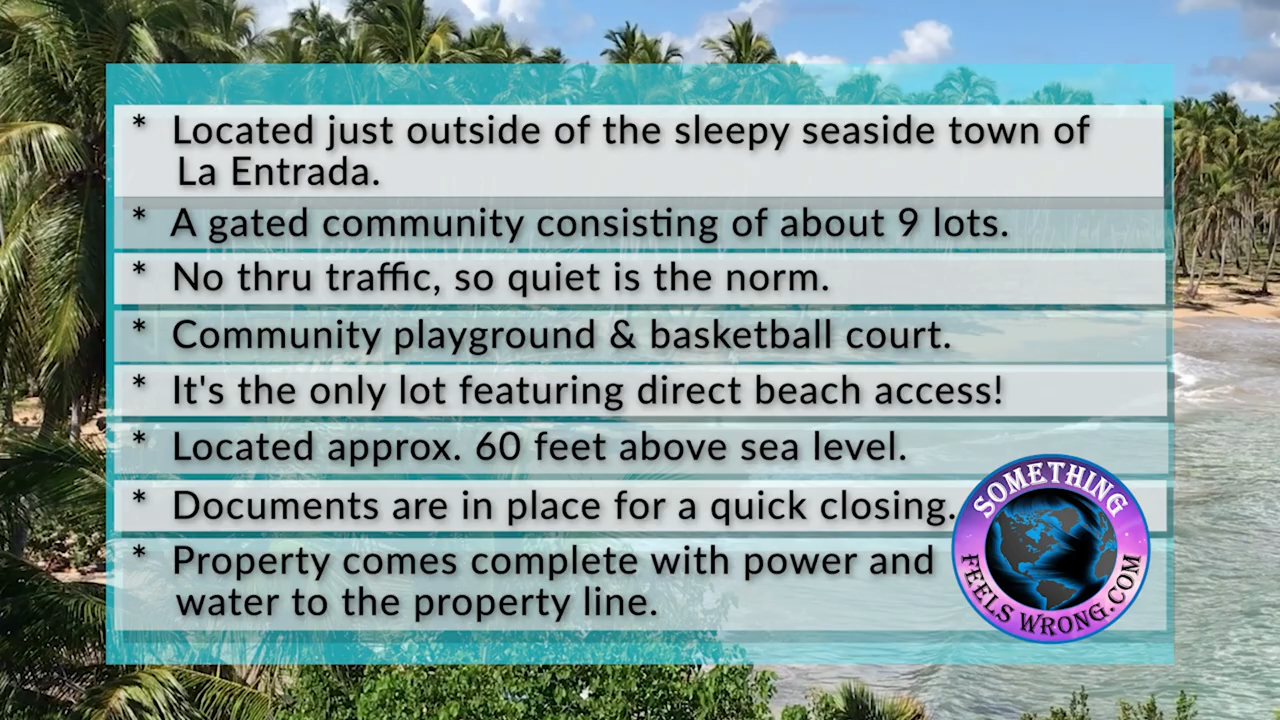 * Located just outside of the sleepy seaside town of
La Entrada.
* A gated community consisting of about 9 lots.
* No thru traffic, so quiet is the norm.
* Community playground & basketball court.
* It's the only lot featuring direct beach access!
* Located approx. 60 feet above sea level.
* Documents are in place for a quick closing.
* Property comes complete with power and
water to the property line.
SOMETHING
FEELS WRONG.COM